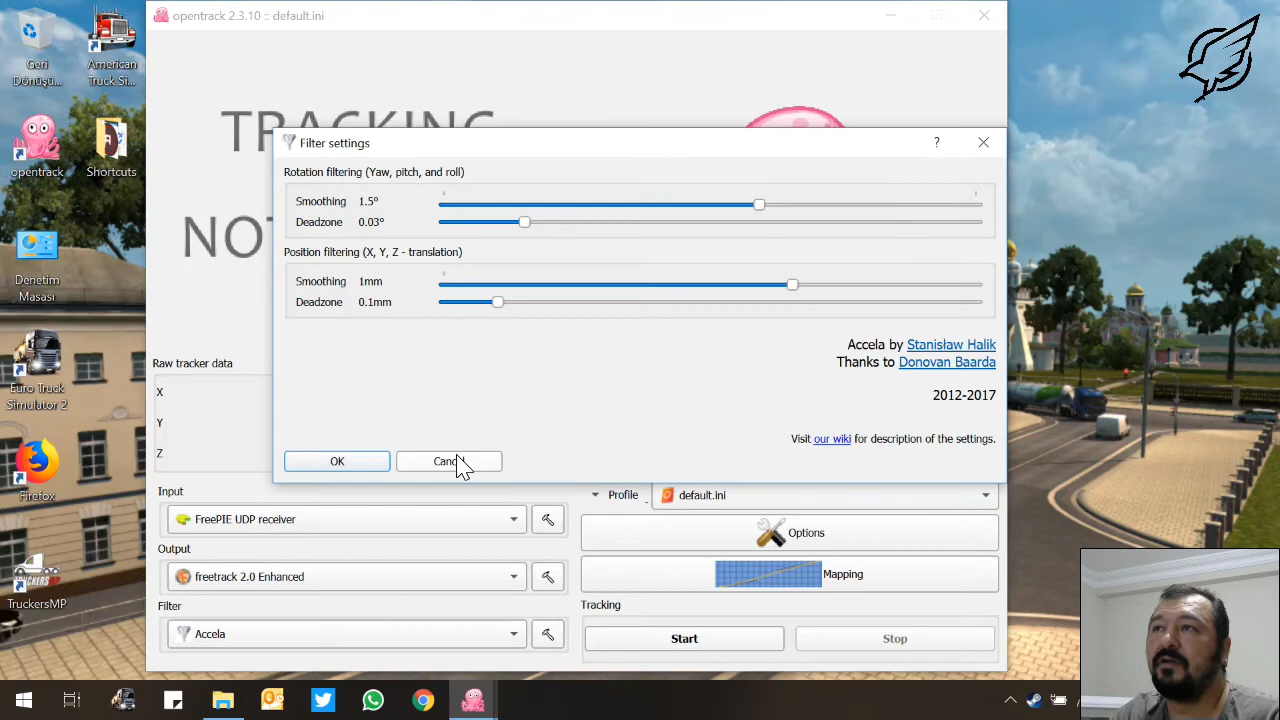 opentrack 2.3.10 :: default.ini
Geri
Dönüşü...
American
Truck Si...
opentrack
Shortcuts
Denetim
Masası
Euro Truck
Simulator 2
Firefox
TruckersMP
TRACKING
NOT
Filter settings
?
Rotation filtering (Yaw, pitch, and roll)
Smoothing 1.5º
Deadzone 0.03°
Position filtering (X, Y, Z - translation)
Smoothing 1mm
Deadzone 0.1mm
Accela by Stanisław Halik
Thanks to Donovan Baarda
2012-2017
Visit our wiki for description of the settings.
OK
Raw tracker data
X
Y
Z
Input
FreePIE UDP receiver
Output
freetrack 2.0 Enhanced
Filter
Accela
Profile
default.ini
Options
Mapping
Tracking
Start
Stop